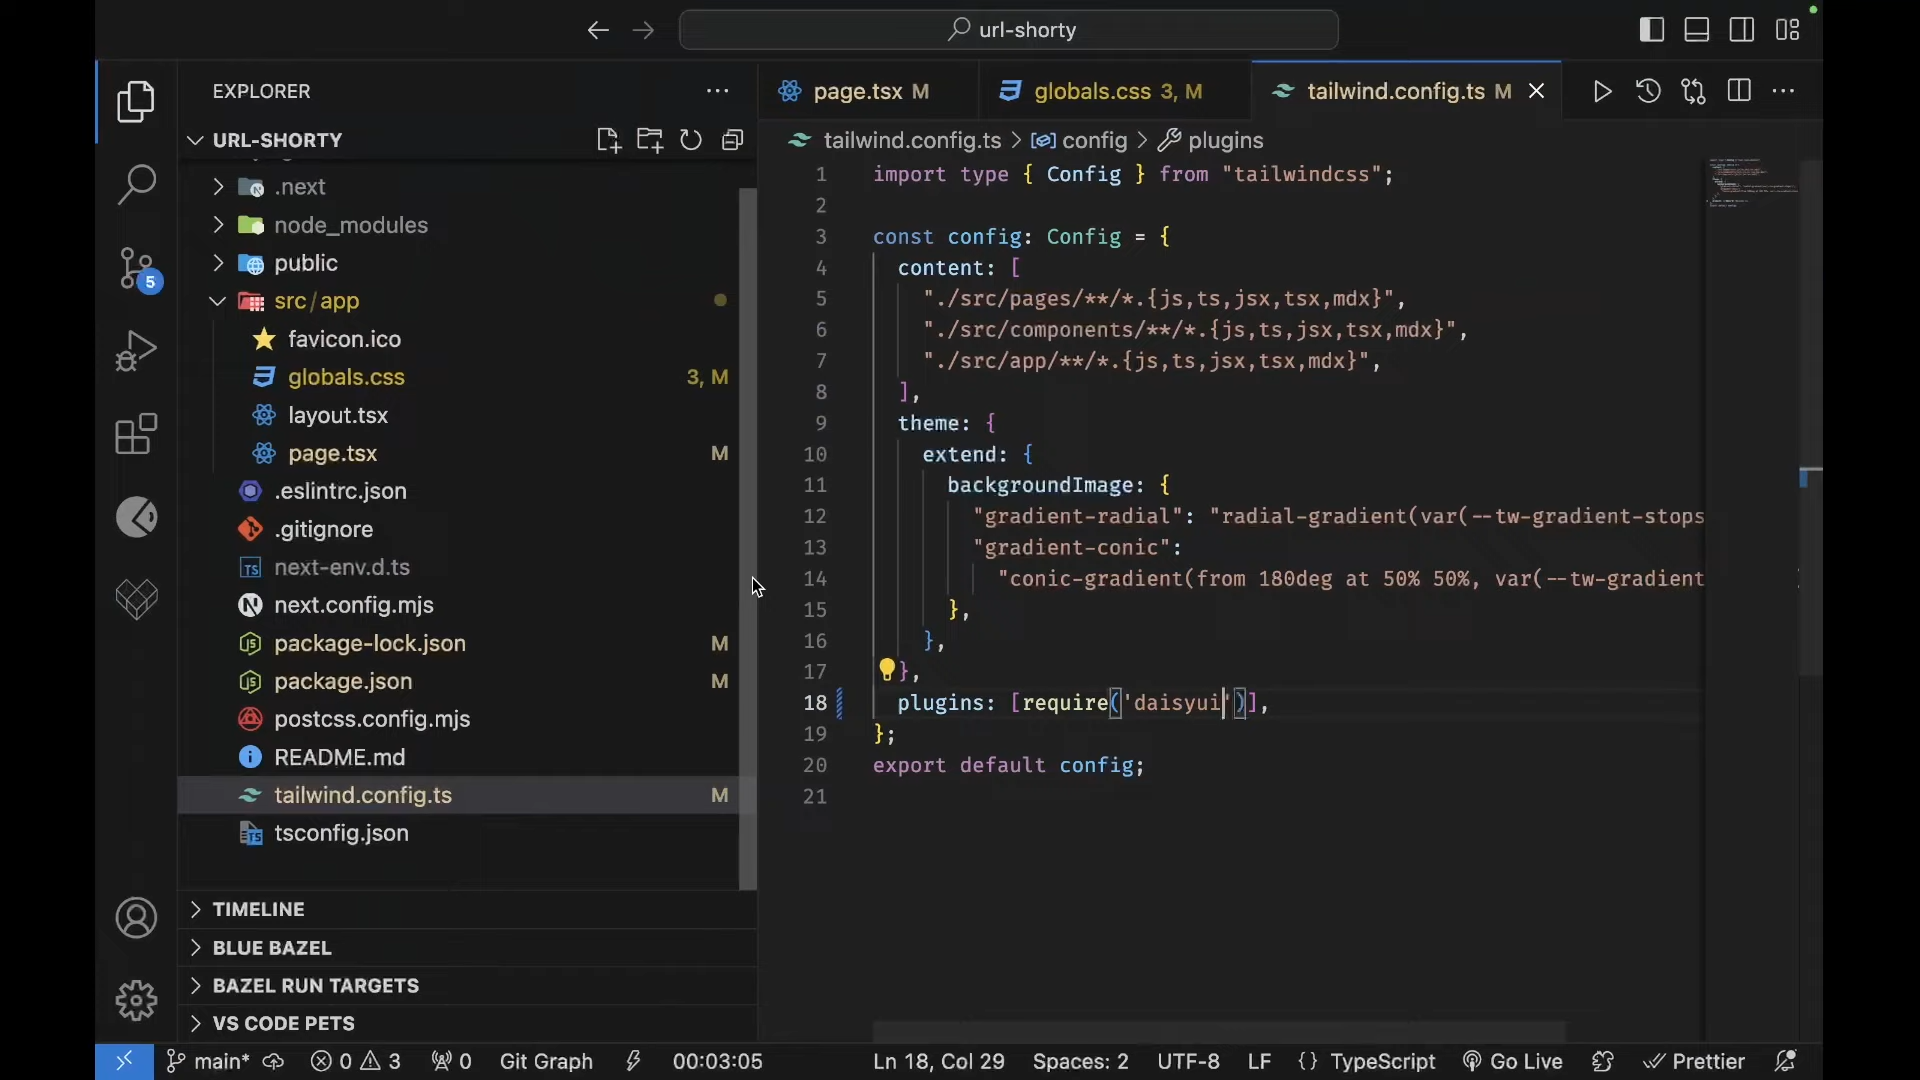 url-shorty
EXPLORER
URL-SHORTY
.next
node_modules
public
src/app
favicon.ico
globals.css 3, M
layout.tsx
page.tsx M
.eslintrc.json
.gitignore
next-env.d.ts
next.config.mjs
package-lock.json M
package.json M
postcss.config.mjs
README.md
tailwind.config.ts M
tsconfig.json
TIMELINE
BLUE BAZEL
BAZEL RUN TARGETS
VS CODE PETS
5
page.tsx M
globals.css 3, M
tailwind.config.ts M
tailwind.config.ts > config > plugins
1 import type { Config } from "tailwindcss";
2
3 const config: Config = {
4 content: [
5 "./src/pages/**/*.{js,ts,jsx,tsx,mdx}",
6 "./src/components/**/*.{js,ts,jsx,tsx,mdx}",
7 "./src/app/**/*.{js,ts,jsx,tsx,mdx}",
8 ],
9 theme: {
10 extend: {
11 backgroundImage: {
12 "gradient-radial": "radial-gradient(var(--tw-gradient-stops
13 "gradient-conic":
14 "conic-gradient(from 180deg at 50% 50%, var(--tw-gradient
15 },
16 },
17 },
18 plugins: [require('daisyui')],
19 };
20 export default config;
21
main* 0 3 0 Git Graph 00:03:05 Ln 18, Col 29 Spaces: 2 UTF-8 LF {} TypeScript Go Live Prettier